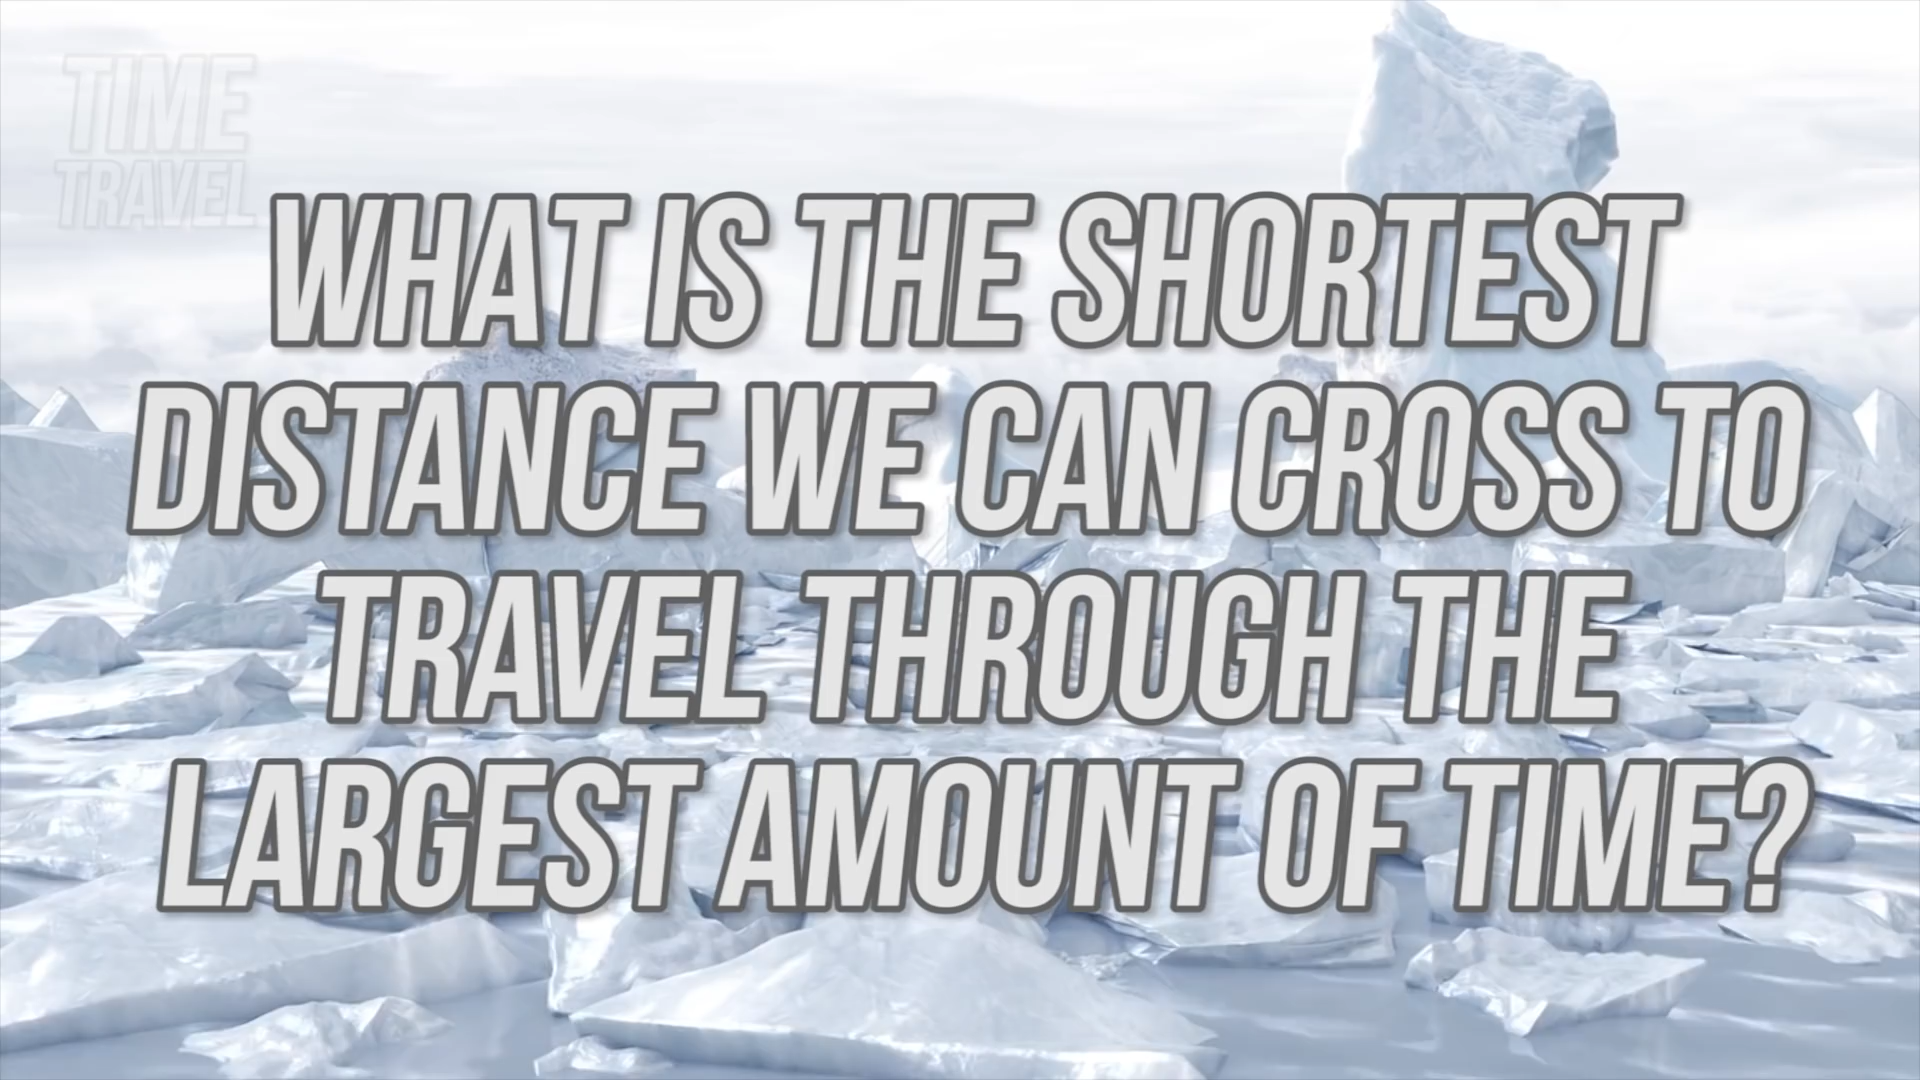 TIME
TRAVEL
WHAT IS THE SHORTEST
DISTANCE WE CAN CROSS TO
TRAVEL THROUGH THE
LARGEST AMOUNT OF TIME?